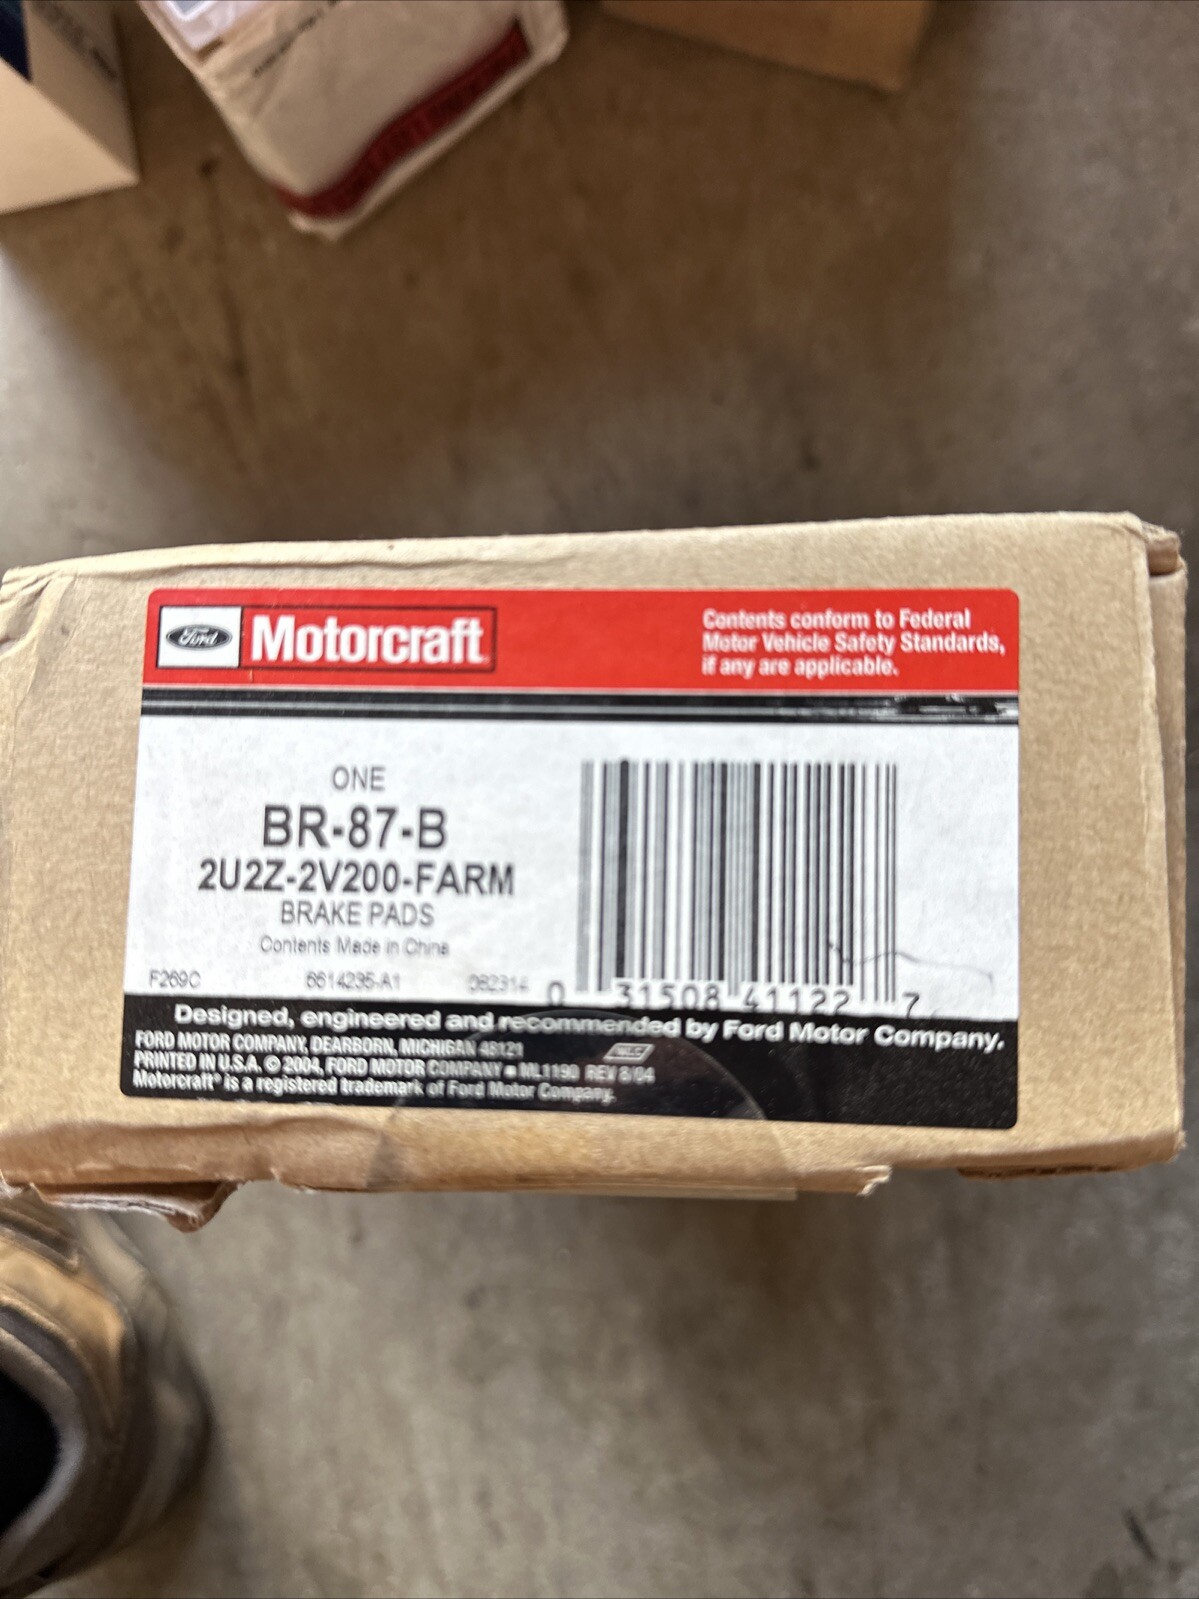 Ford
Motorcraft
Contents conform to Federal
Motor Vehicle Safety Standards,
if any are applicable.
ONE
BR-87-B
2U2Z-2V200-FARM
BRAKE PADS
Contents Made in China
F269C 6614235-A1 082314
0 31508 41122 7
Designed, engineered and recommended by Ford Motor Company.
FORD MOTOR COMPANY, DEARBORN, MICHIGAN 48121
PRINTED IN U.S.A. © 2004, FORD MOTOR COMPANY ■ ML1190 REV 8/04
Motorcraft® is a registered trademark of Ford Motor Company.